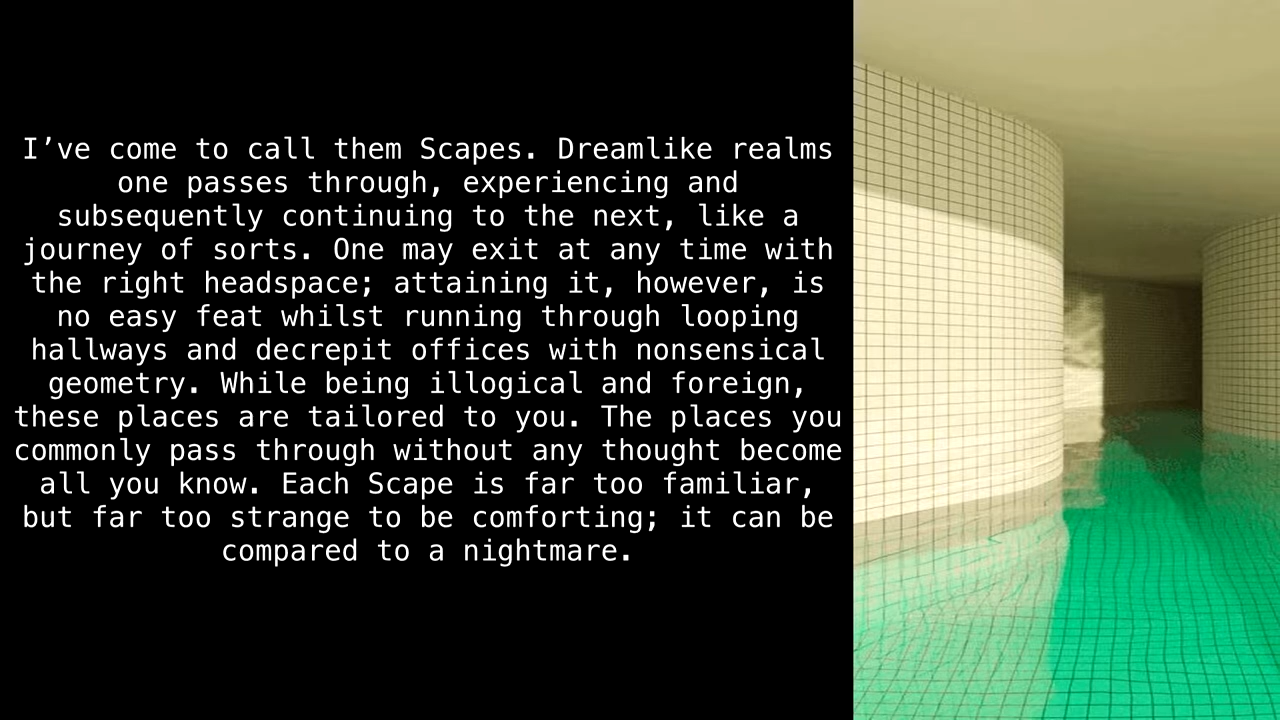 I’ve come to call them Scapes. Dreamlike realms
one passes through, experiencing and
subsequently continuing to the next, like a
journey of sorts. One may exit at any time with
the right headspace; attaining it, however, is
no easy feat whilst running through looping
hallways and decrepit offices with nonsensical
geometry. While being illogical and foreign,
these places are tailored to you. The places you
commonly pass through without any thought become
all you know. Each Scape is far too familiar,
but far too strange to be comforting; it can be
compared to a nightmare.